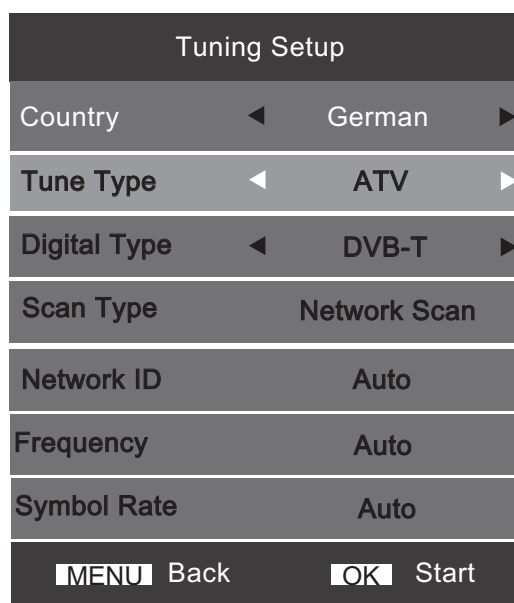 Tuning Setup
Country German
Tune Type ATV
Digital Type DVB-T
Scan Type Network Scan
Network ID Auto
Frequency Auto
Symbol Rate Auto
MENU Back OK Start